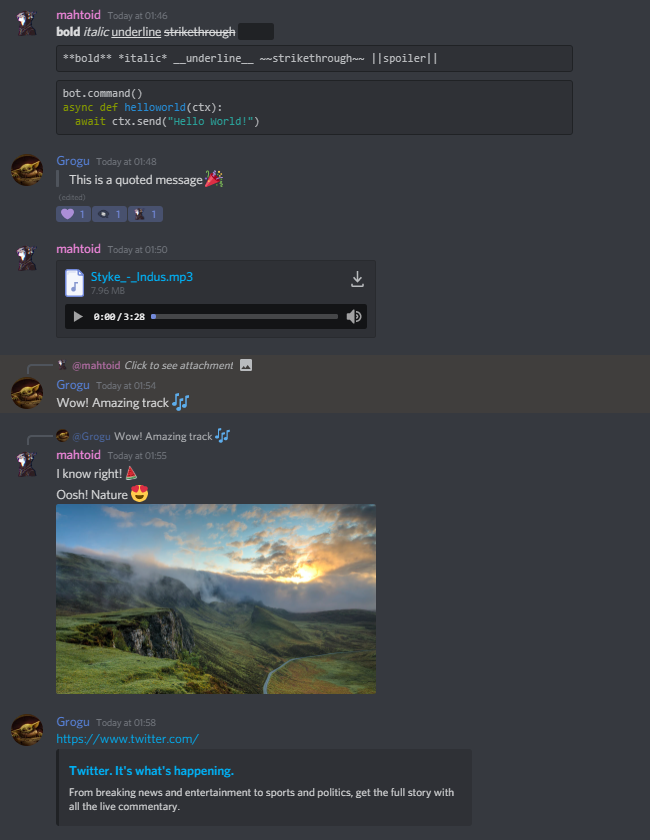 mahtoid Today at 01:46
bold italic underline strikethrough
**bold** *italic* __underline__ ~~strikethrough~~ ||spoiler||
bot.command()
async def helloworld(ctx):
await ctx.send("Hello World!")
Grogu Today at 01:48
This is a quoted message 🎉
(edited)
💜 1 👁 1 1
mahtoid Today at 01:50
Styke_-_Indus.mp3
7.96 MB
0:00/3:28
@mahtoid Click to see attachment
Grogu Today at 01:54
Wow! Amazing track 🎶
@Grogu Wow! Amazing track 🎶
mahtoid Today at 01:55
I know right! 🍉
Oosh! Nature 😍
Grogu Today at 01:58
https://www.twitter.com/
Twitter. It's what's happening.
From breaking news and entertainment to sports and politics, get the full story with
all the live commentary.